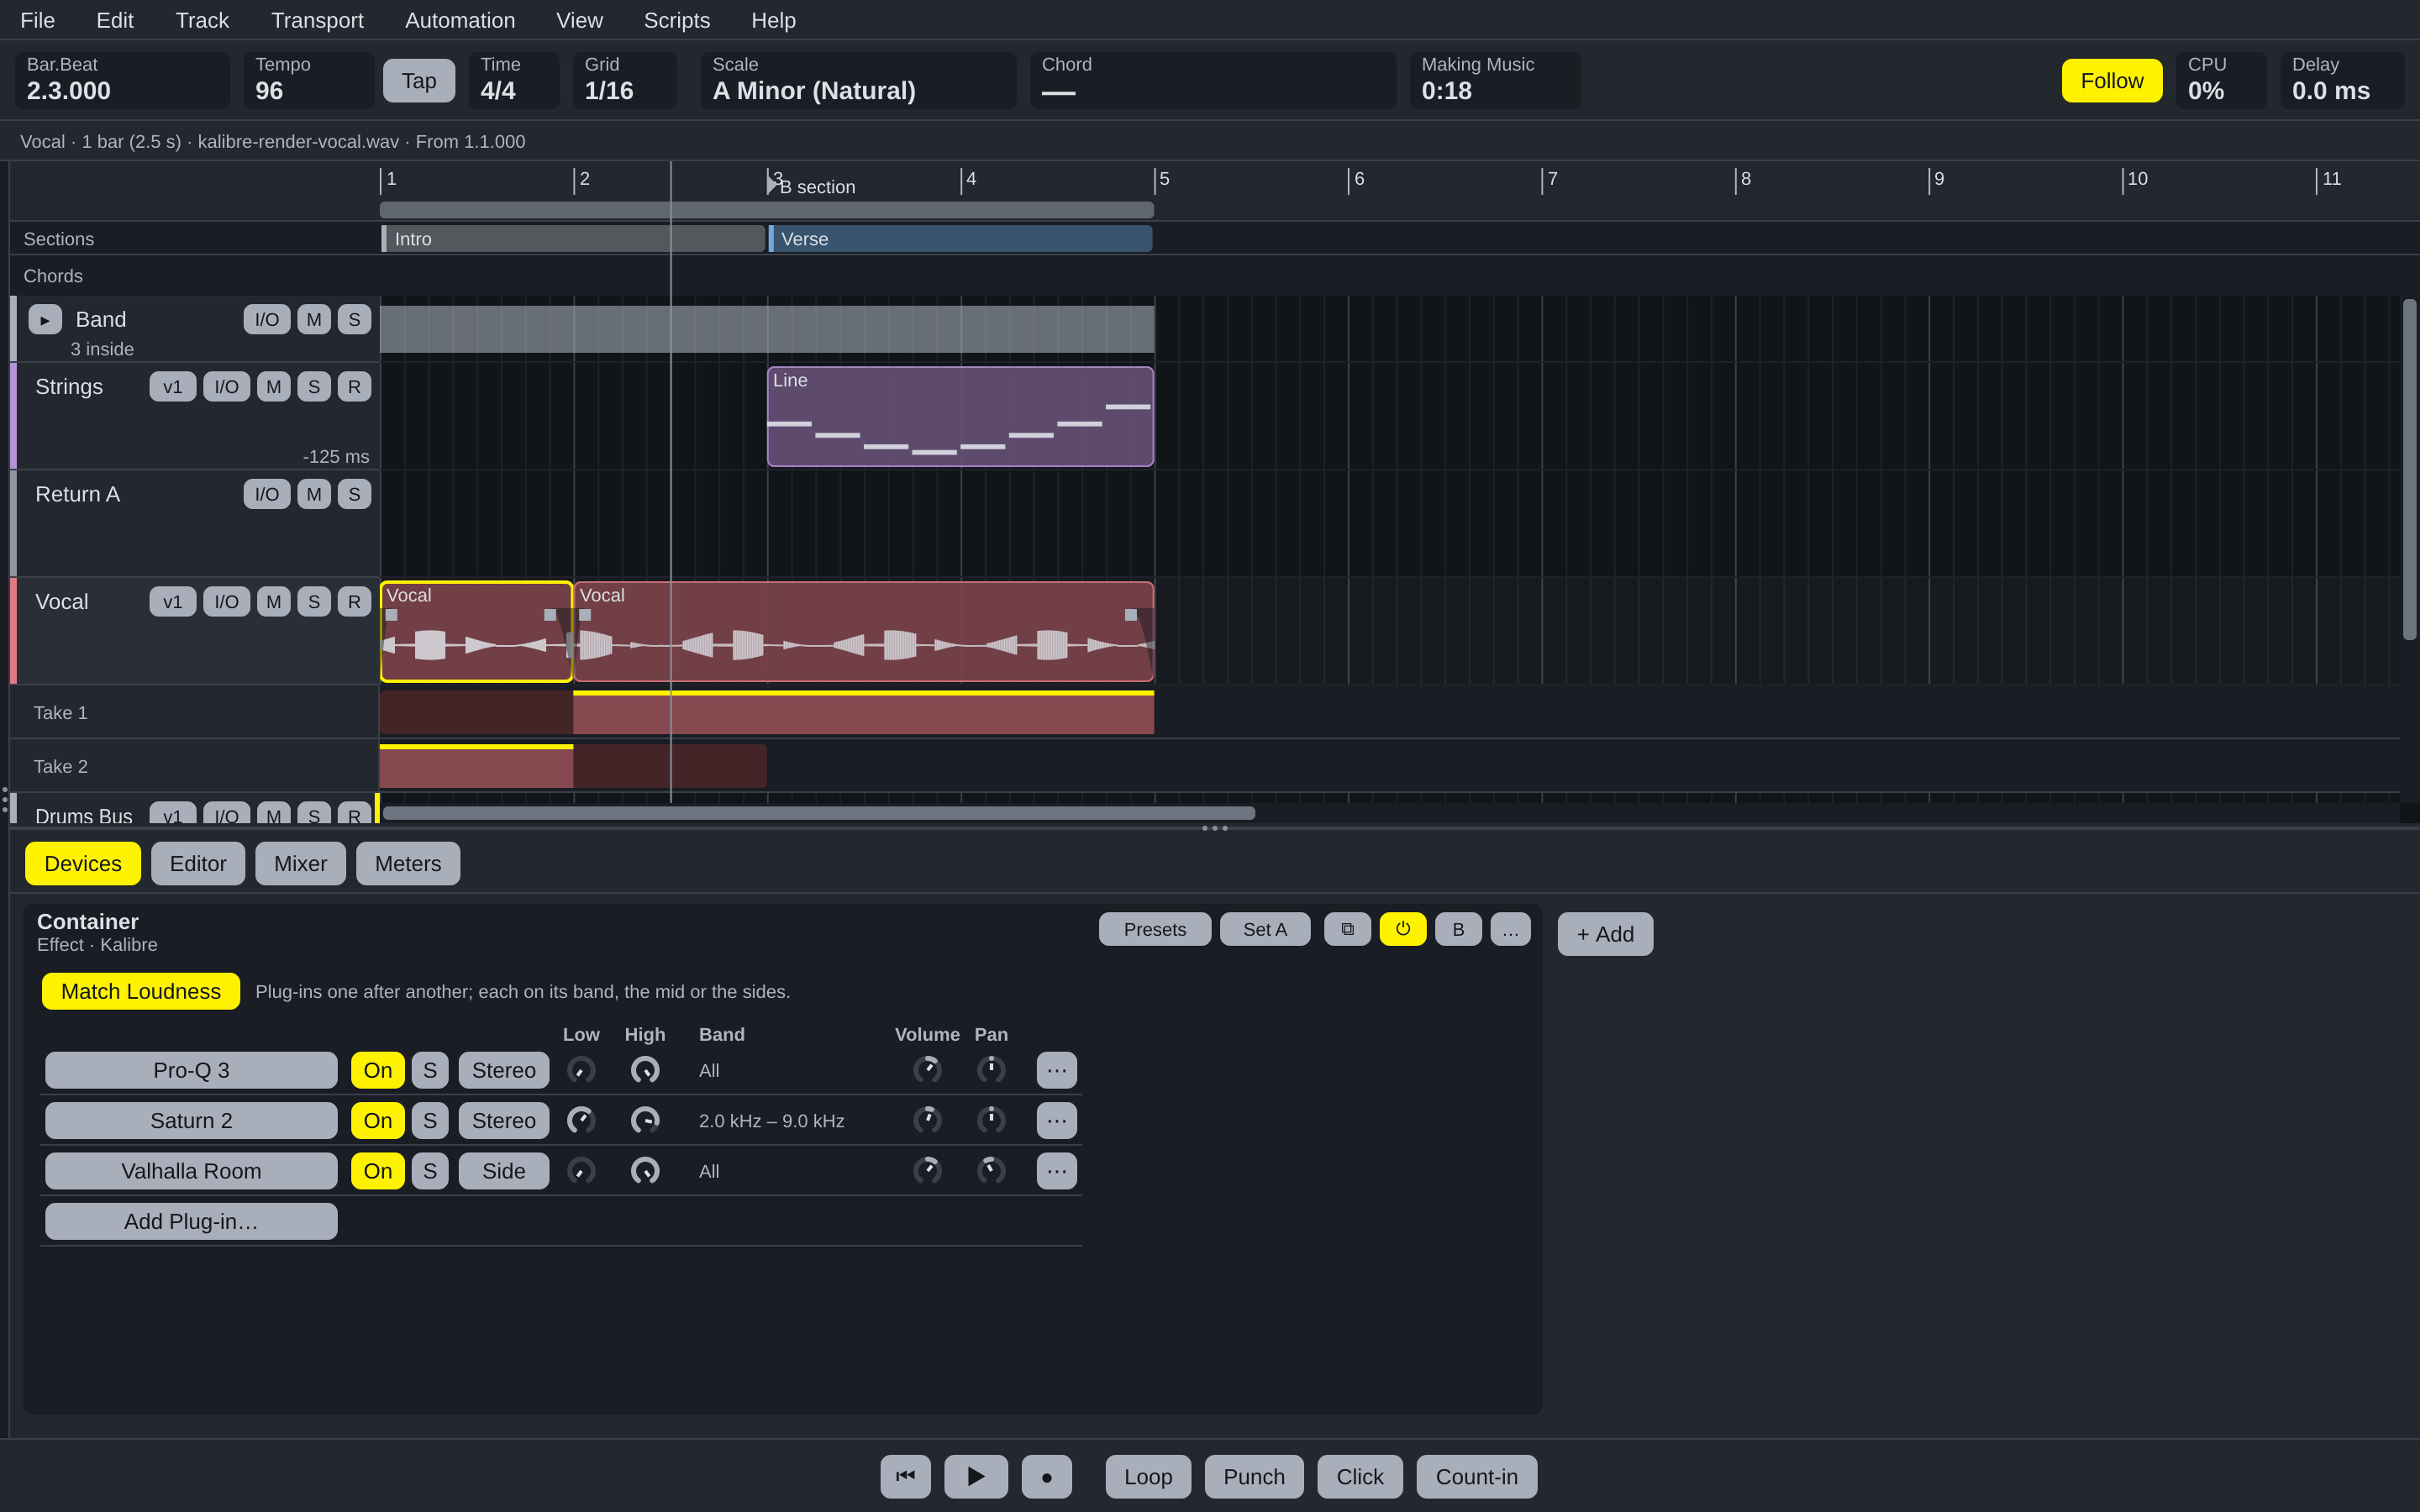 File Edit Track Transport Automation View Scripts Help
Bar.Beat Tempo Time Grid Scale Chord Making Music CPU Delay
2.3.000 96 Tap 4/4 1/16 A Minor (Natural) — 0:18 Follow 0% 0.0 ms
Vocal · 1 bar (2.5 s) · kalibre-render-vocal.wav · From 1.1.000
1 2 3 4 5 6 7 8 9 10 11
B section
Sections Intro Verse
Chords
▸ Band I/O M S
3 inside
Strings v1 I/O M S R Line
-125 ms
Return A I/O M S
Vocal v1 I/O M S R Vocal Vocal
Take 1
Take 2
Drums Bus v1 I/O M S R
Devices Editor Mixer Meters
Container Presets Set A B …
Effect · Kalibre
+ Add
Match Loudness Plug-ins one after another; each on its band, the mid or the sides.
Low High Band Volume Pan
Pro-Q 3 On S Stereo All ⋯
Saturn 2 On S Stereo 2.0 kHz – 9.0 kHz ⋯
Valhalla Room On S Side All ⋯
Add Plug-in…
Loop Punch Click Count-in